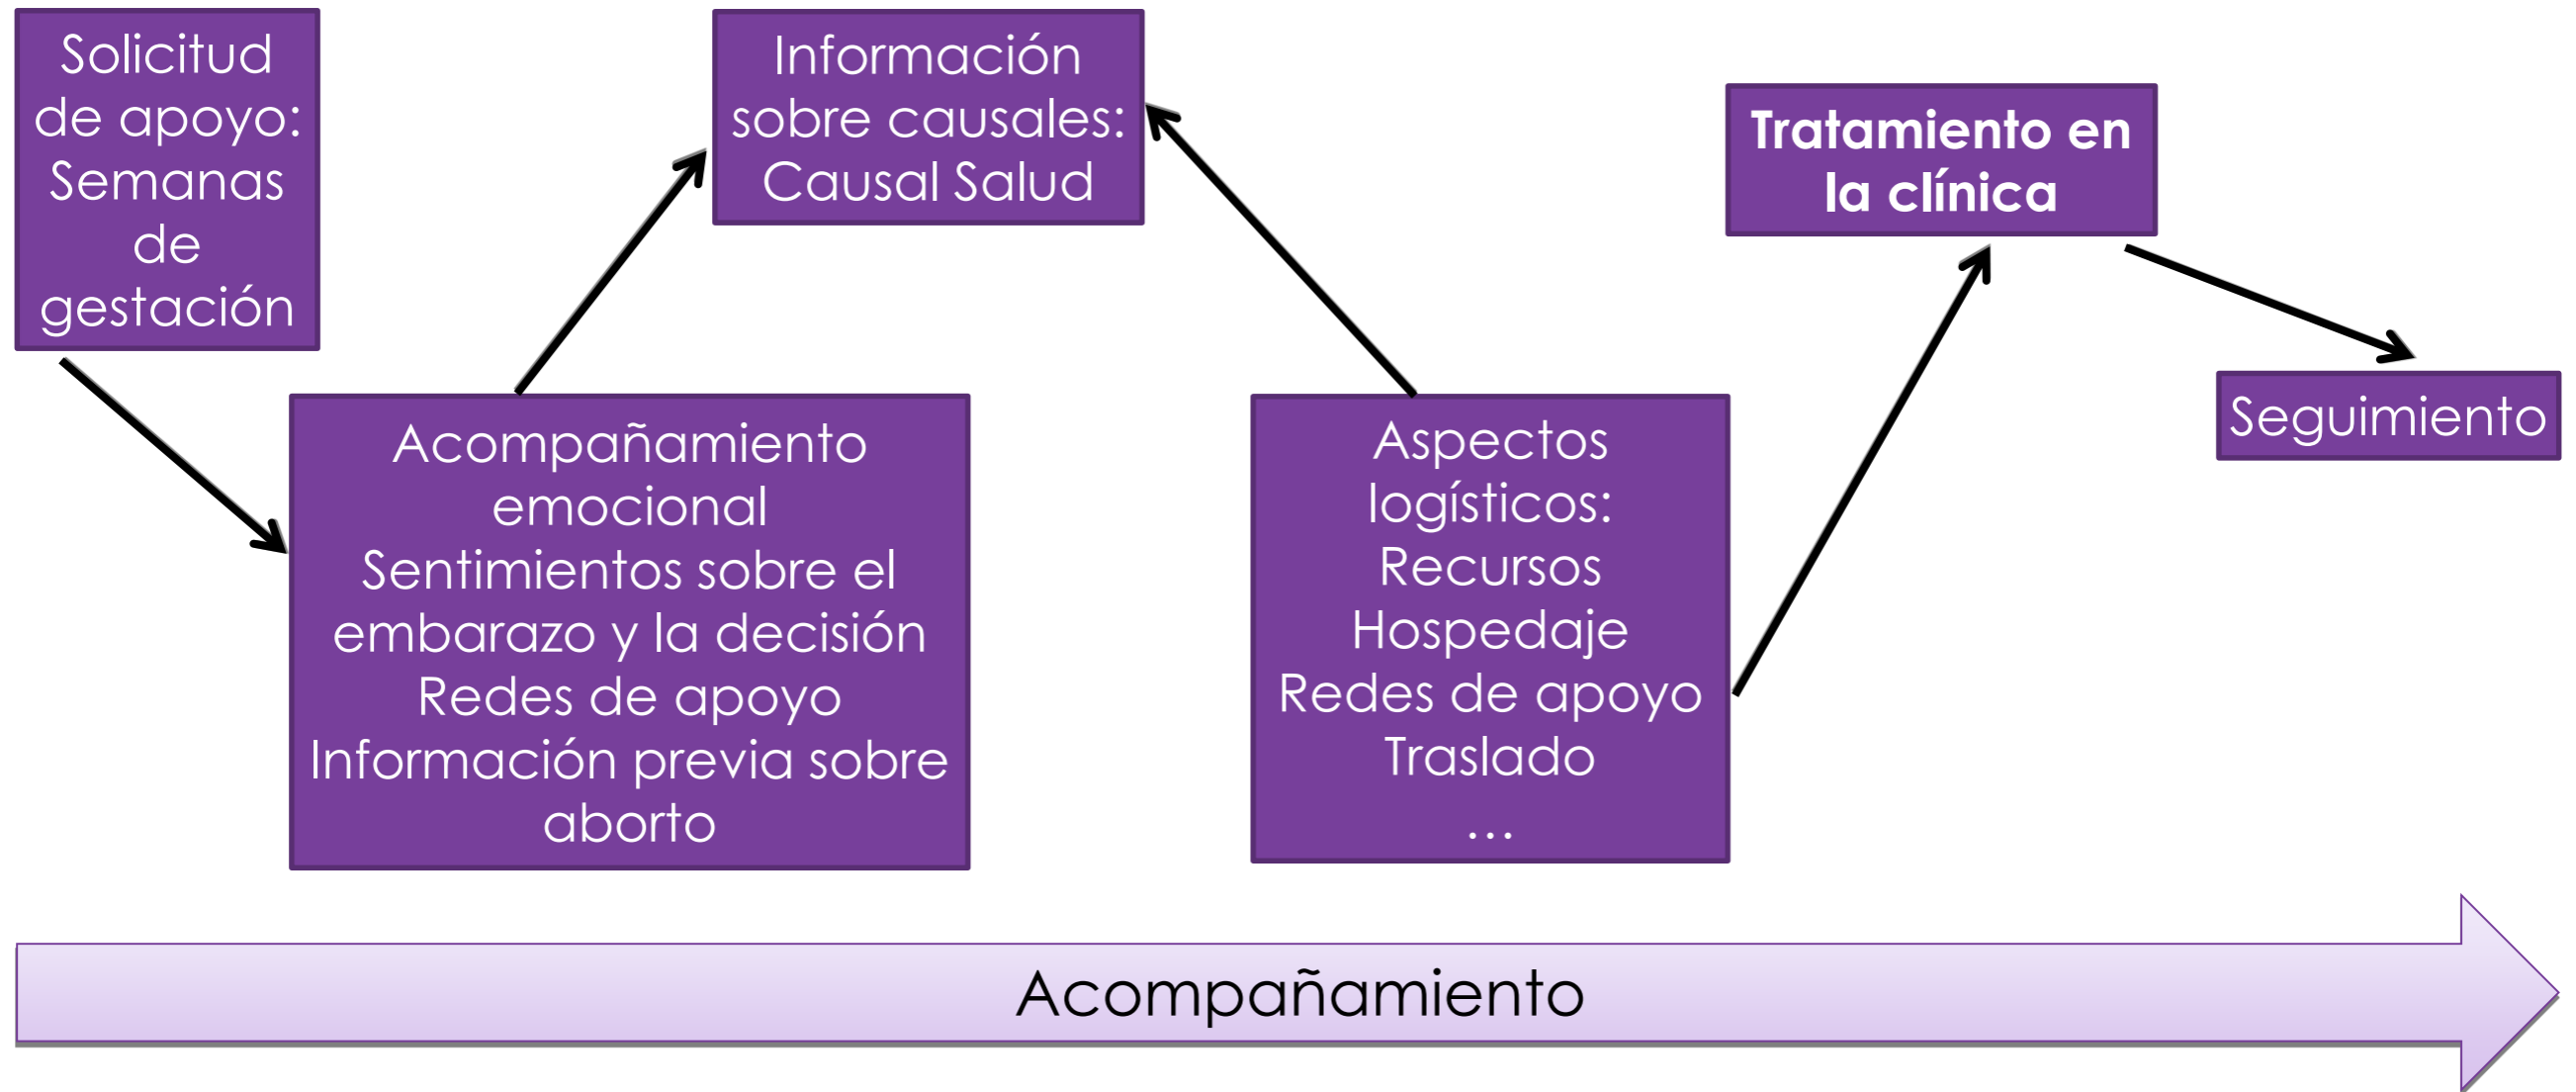 Solicitud
de apoyo:
Semanas
de
gestación
Acompañamiento
emocional
Sentimientos sobre el
embarazo y la decisión
Redes de apoyo
Información previa sobre
aborto
Información
sobre causales:
Causal Salud
Aspectos
logísticos:
Recursos
Hospedaje
Redes de apoyo
Traslado
...
Tratamiento en
la clínica
Seguimiento
Acompañamiento